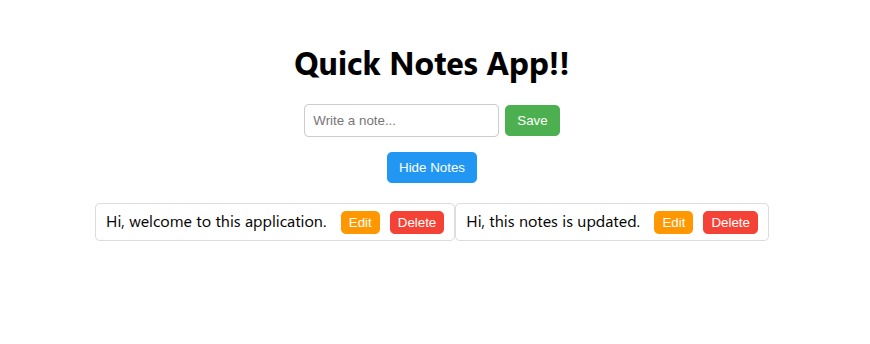 Quick Notes App!!
Write a note...
Save
Hide Notes
Hi, welcome to this application. Edit Delete Hi, this notes is updated. Edit Delete